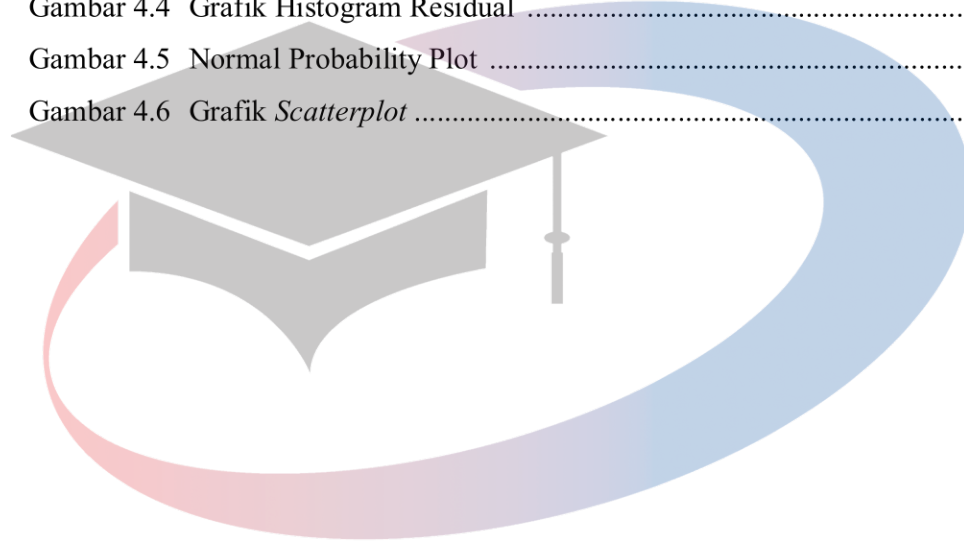 Gambar 4.4 Grafik Histogram Residual ..........................................................
Gambar 4.5 Normal Probability Plot ...............................................................
Gambar 4.6 Grafik Scatterplot .........................................................................